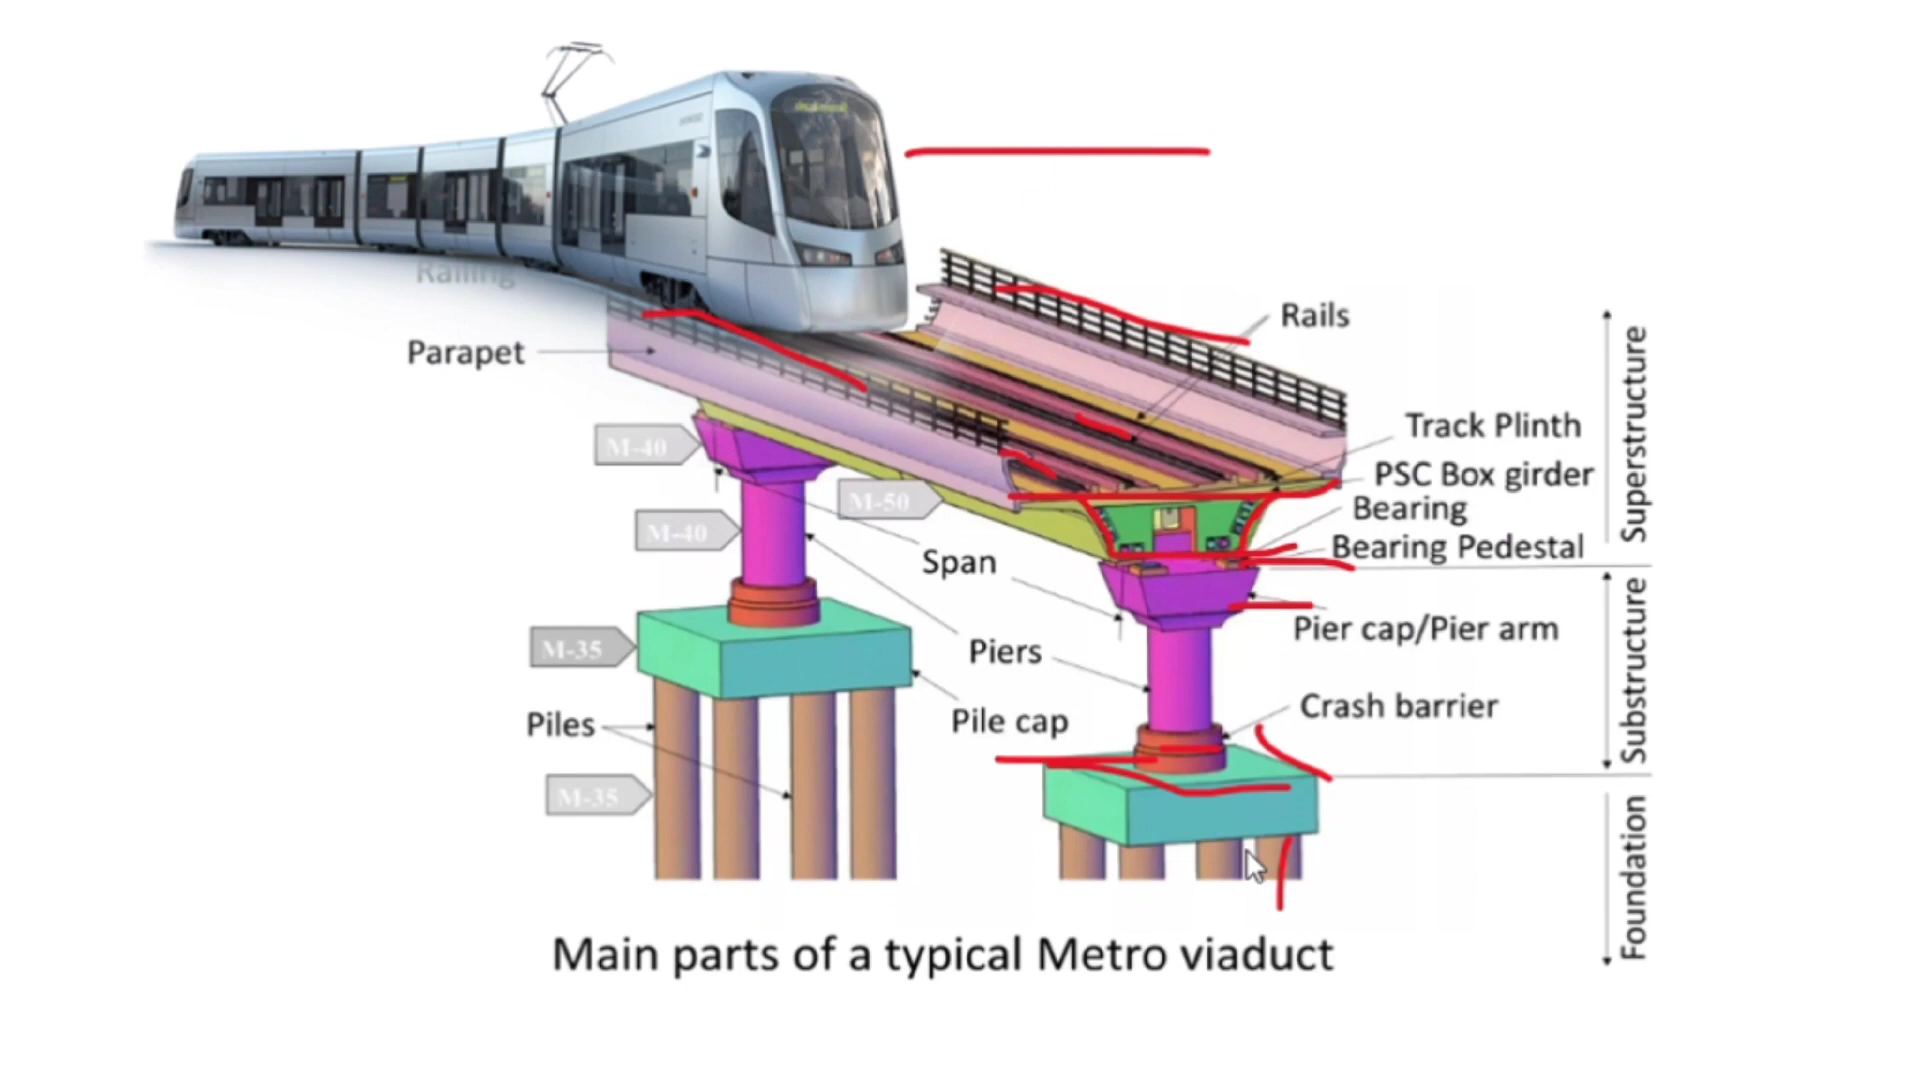 Railing
Rails
Parapet
Track Plinth
M-40
PSC Box girder
M-50
Bearing
M-40
Bearing Pedestal
Span
Superstructure
M-35
Piers
Pier cap/Pier arm
Substructure
Piles
Pile cap
Crash barrier
M-35
Foundation
Main parts of a typical Metro viaduct